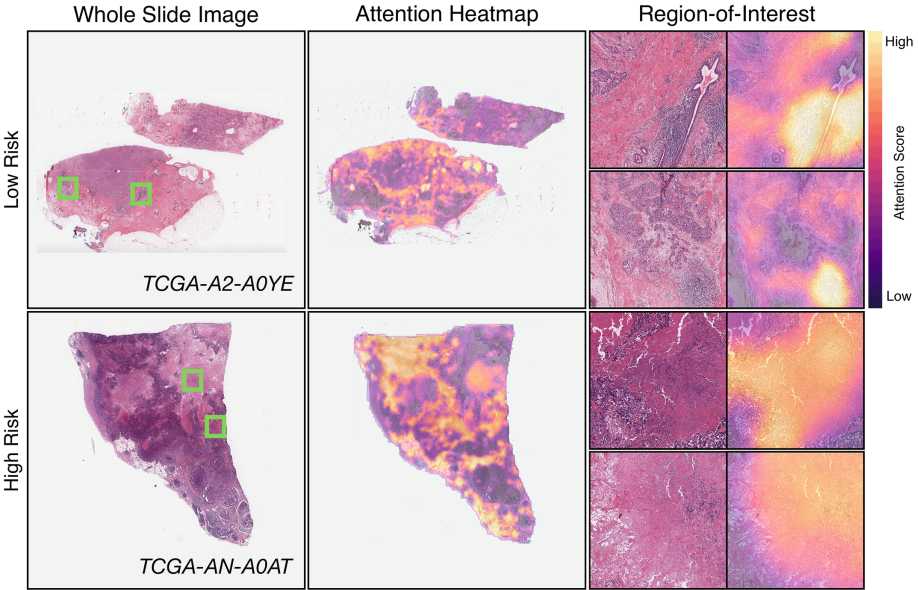 Whole Slide Image
Attention Heatmap
Region-of-Interest
Low Risk
TCGA-A2-A0YE
High
Attention Score
Low
High Risk
TCGA-AN-A0AT